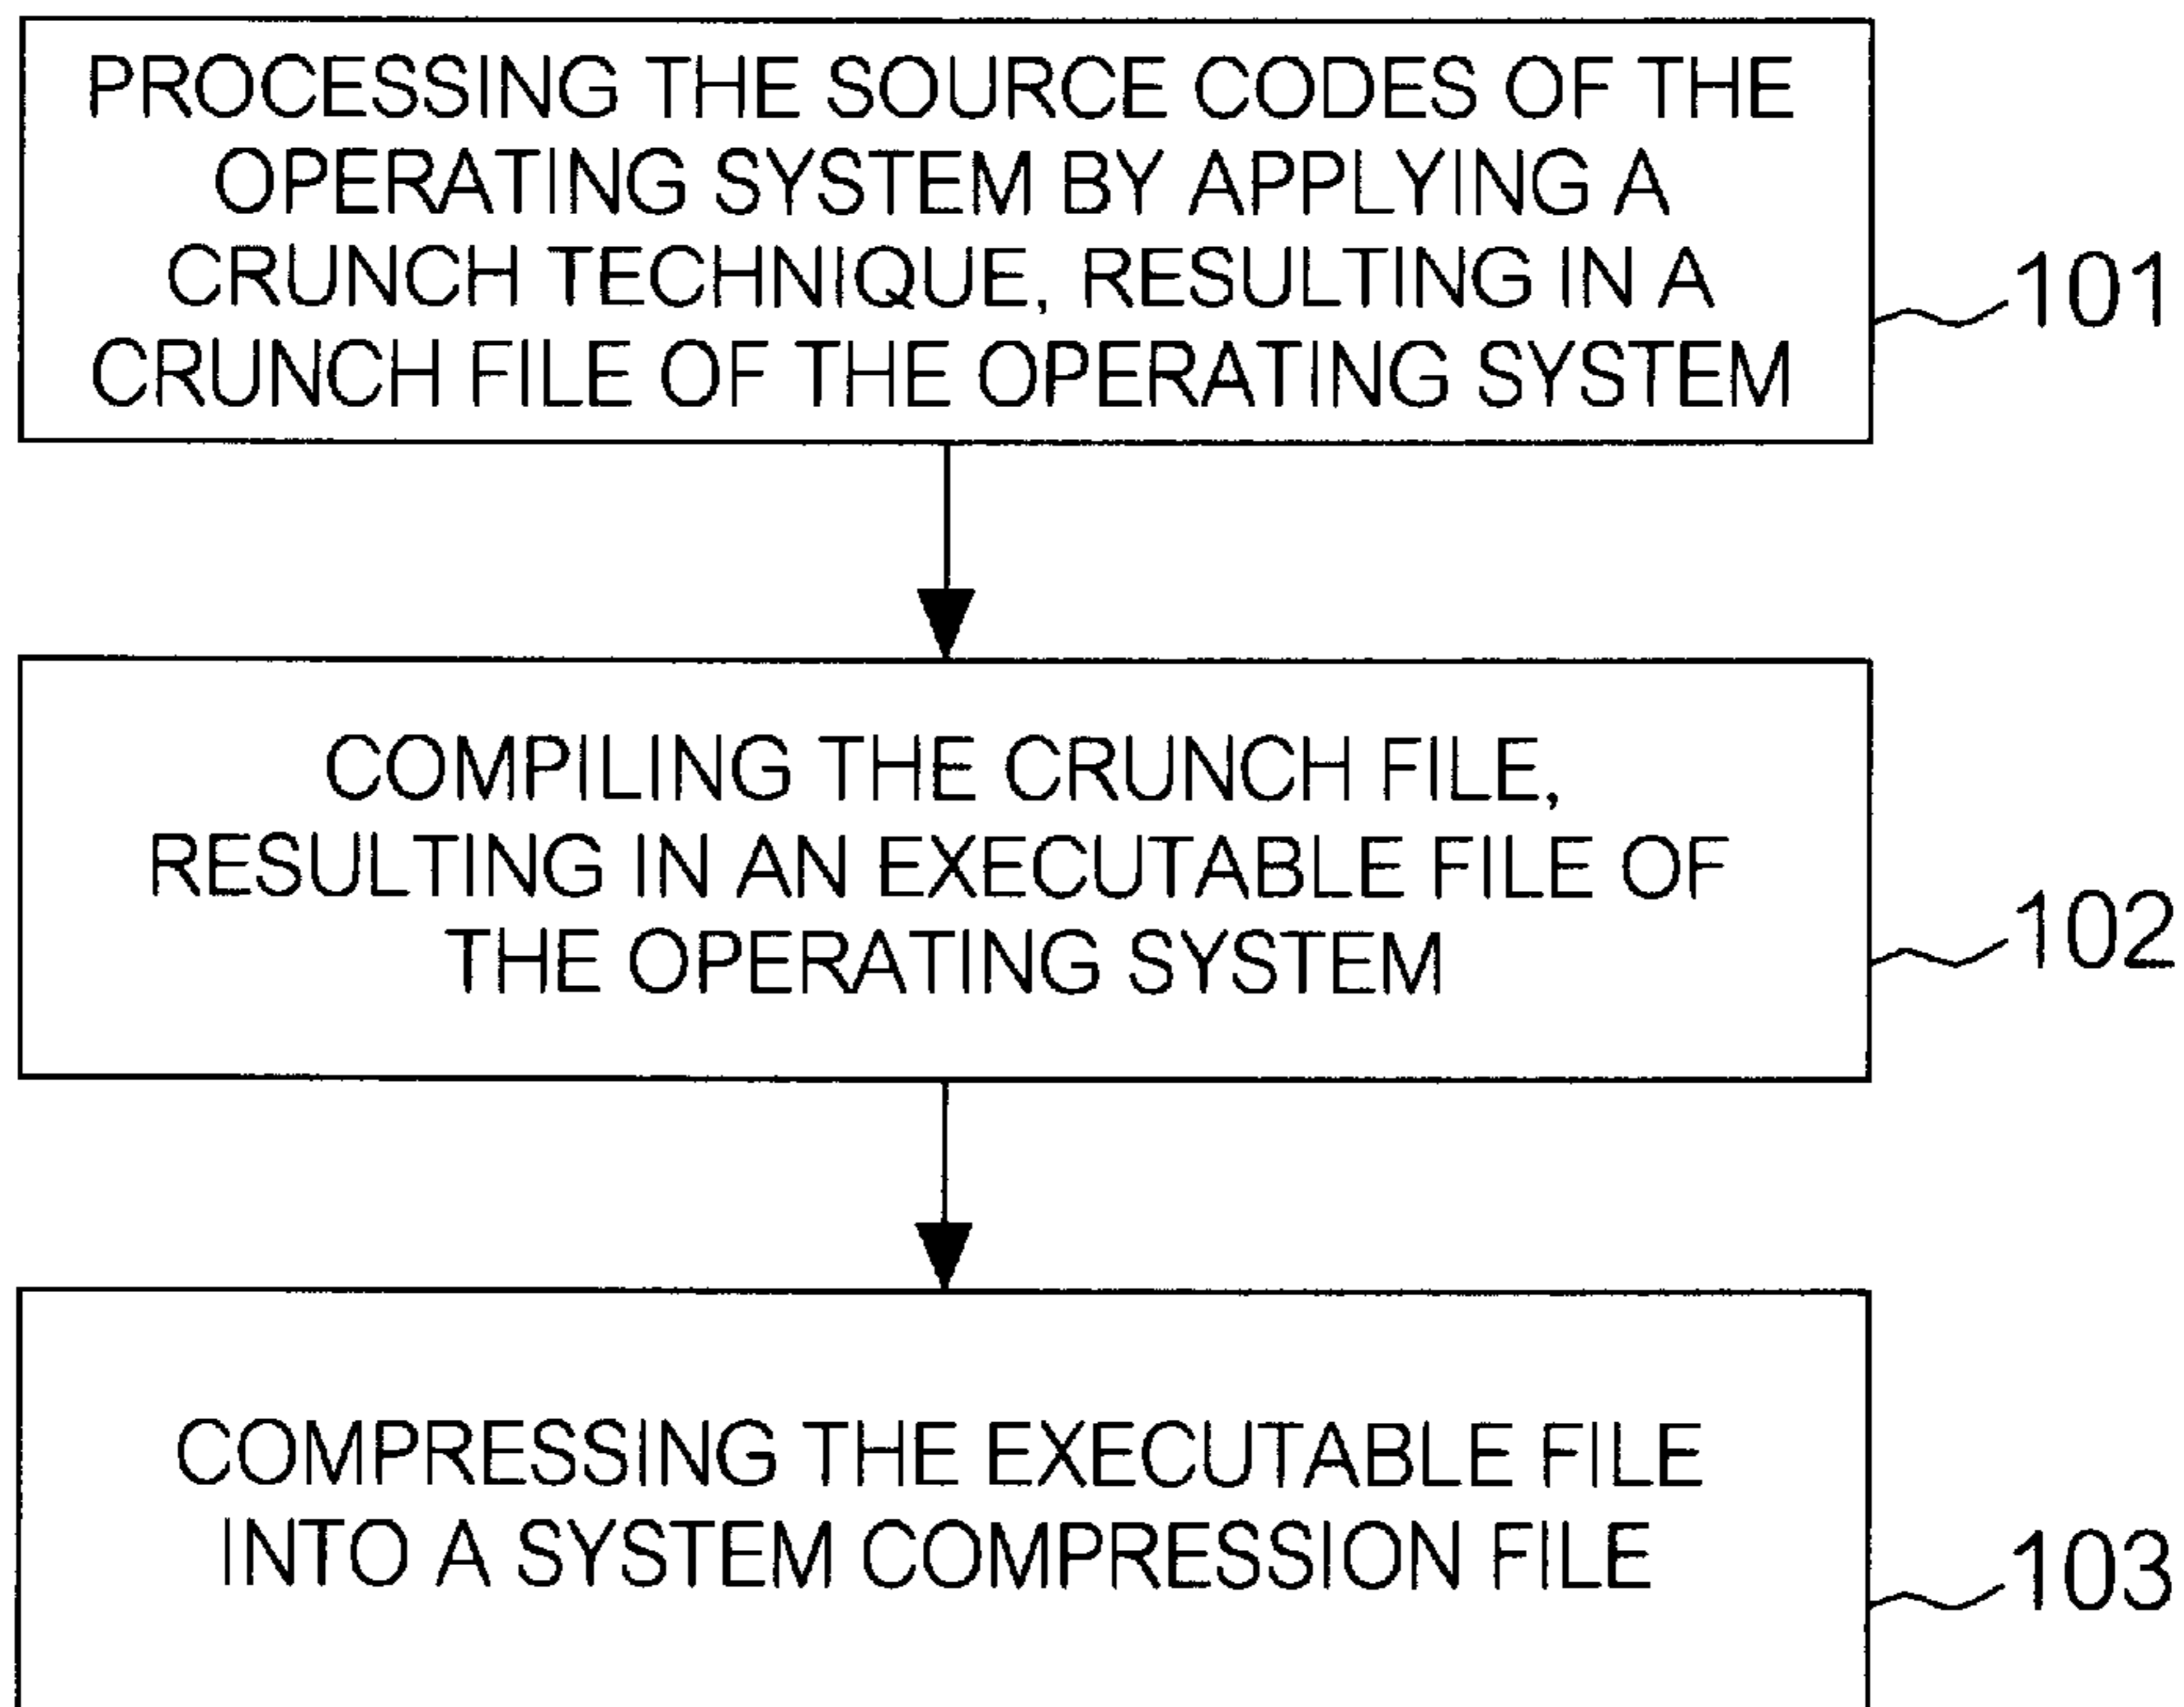 PROCESSING THE SOURCE CODES OF THE
OPERATING SYSTEM BY APPLYING A
CRUNCH TECHNIQUE, RESULTING IN A
CRUNCH FILE OF THE OPERATING SYSTEM
101
COMPILING THE CRUNCH FILE,
RESULTING IN AN EXECUTABLE FILE OF
THE OPERATING SYSTEM
102
COMPRESSING THE EXECUTABLE FILE
INTO A SYSTEM COMPRESSION FILE
103